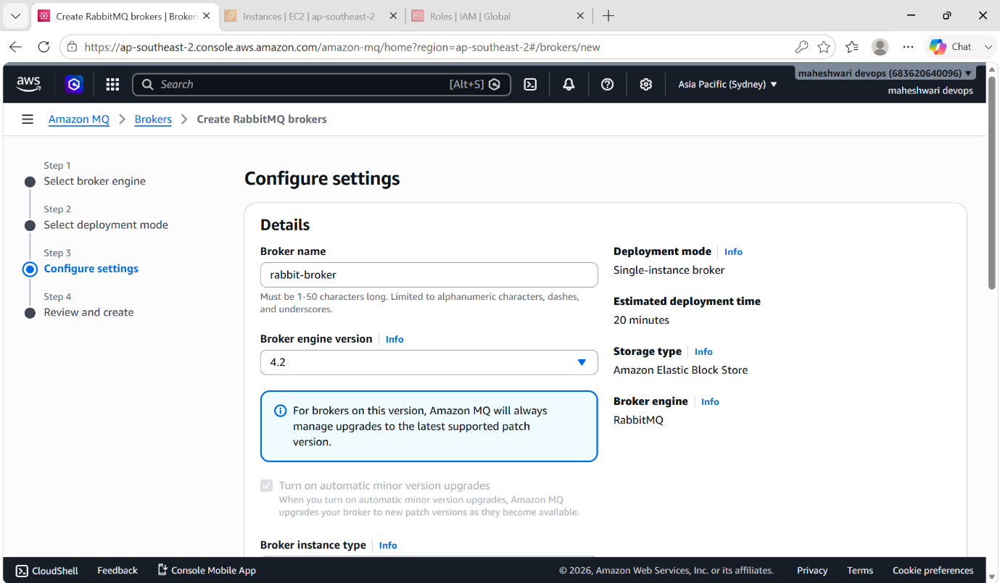 Create RabbitMQ brokers | Brokers
Instances | EC2 | ap-southeast-2
Roles | IAM | Global
https://ap-southeast-2.console.aws.amazon.com/amazon-mq/home?region=ap-southeast-2#/brokers/new
Chat
aws
Search
[Alt+S]
Asia Pacific (Sydney)
maheshwari devops (683620640096)
maheshwari devops
Amazon MQ
Brokers
Create RabbitMQ brokers
Step 1
Select broker engine
Step 2
Select deployment mode
Step 3
Configure settings
Step 4
Review and create
Configure settings
Details
Broker name
rabbit-broker
Must be 1-50 characters long. Limited to alphanumeric characters, dashes,
and underscores.
Broker engine version Info
4.2
For brokers on this version, Amazon MQ will always
manage upgrades to the latest supported patch
version.
Turn on automatic minor version upgrades
When you turn on automatic minor version upgrades, Amazon MQ
upgrades your broker to new patch versions as they become available.
Broker instance type Info
Deployment mode Info
Single-instance broker
Estimated deployment time
20 minutes
Storage type Info
Amazon Elastic Block Store
Broker engine Info
RabbitMQ
CloudShell
Feedback
Console Mobile App
© 2026, Amazon Web Services, Inc. or its affiliates.
Privacy
Terms
Cookie preferences